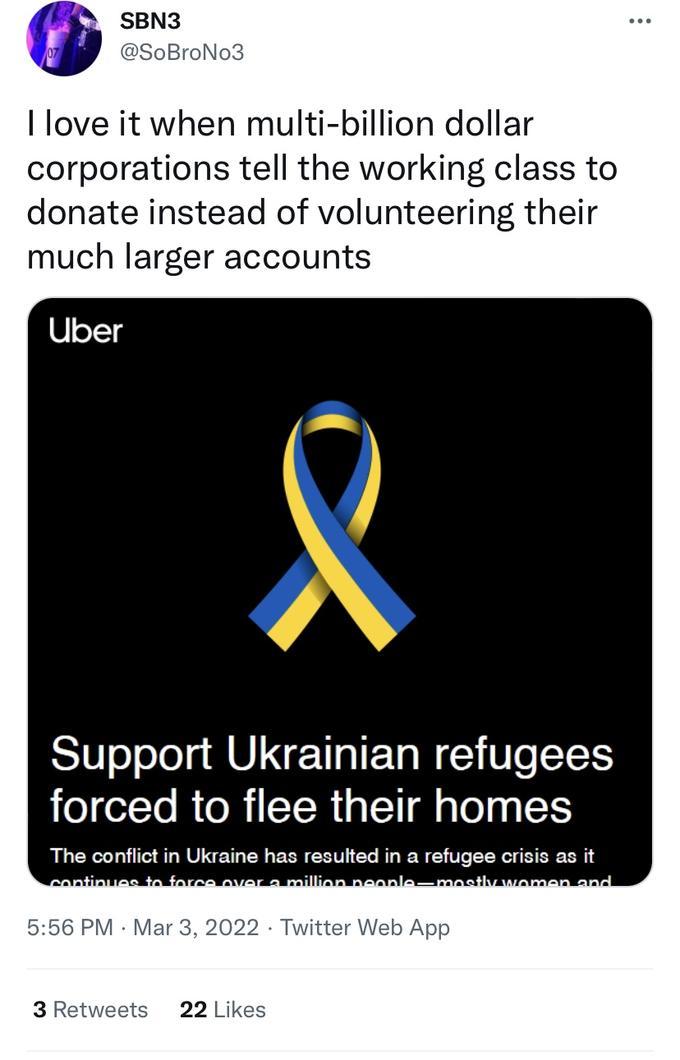 SBN3
@SoBroNo3
I love it when multi-billion dollar
corporations tell the working class to
donate instead of volunteering their
much larger accounts
Uber
Support Ukrainian refugees
forced to flee their homes
The conflict in Ukraine has resulted in a refugee crisis as it
continues to force over a million people—mostly women and
5:56 PM · Mar 3, 2022 · Twitter Web App
3 Retweets 22 Likes